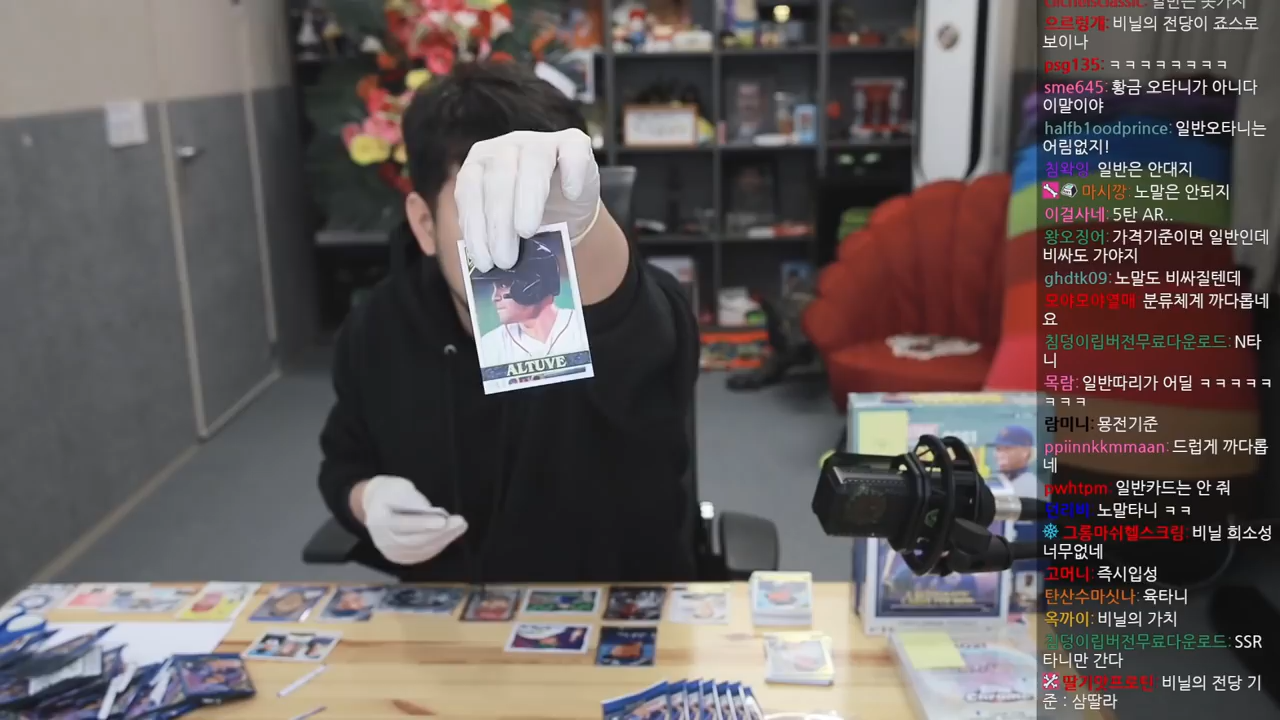 ALTUVE
으르렁개: 비닐의 전당이 죠스로
보이나
psg135: ㅋㅋㅋㅋㅋㅋㅋㅋ
sme645: 황금 오타니가 아니다
이말이야
halfb1oodprince: 일반오타니는
어림없지!
침왁잉: 일반은 안대지
마시깡: 노말은 안되지
이걸사네: 5탄 AR..
왕오징어: 가격기준이면 일반인데
비싸도 가야지
ghdtk09: 노말도 비싸질텐데
모야모야열매: 분류체계 까다롭네
요
침덩이립버전무료다운로드: N타
니
목람: 일반따리가 어딜 ㅋㅋㅋㅋㅋ
ㅋㅋㅋ
람미니: 묭전기준
ppiinnkkmmaan: 드럽게 까다롭
네
pwhtpm: 일반카드는 안 줘
노말타니 ㅋㅋ
그롬마쉬헬스크림: 비닐 희소성
너무없네
고머니: 즉시입성
탄산수마싯나: 육타니
옥까이: 비닐의 가치
침덩이립버전무료다운로드: SSR
타니만 간다
딸기맛프로틴: 비닐의 전당 기
준 : 삼딸라